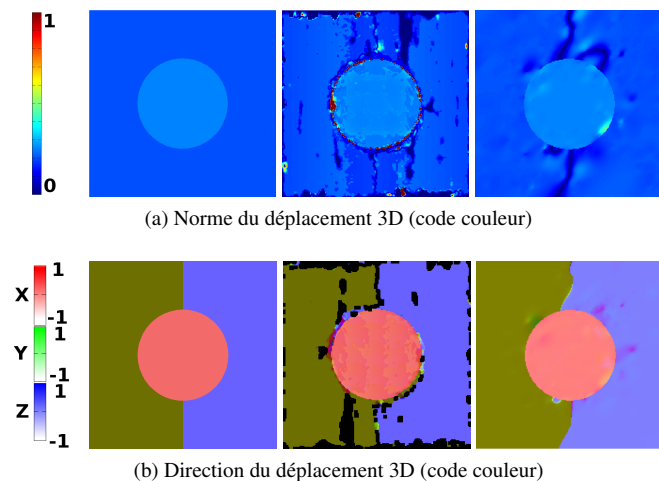 1
0
(a) Norme du déplacement 3D (code couleur)
X
1
-1
Y
1
-1
Z
1
-1
(b) Direction du déplacement 3D (code couleur)